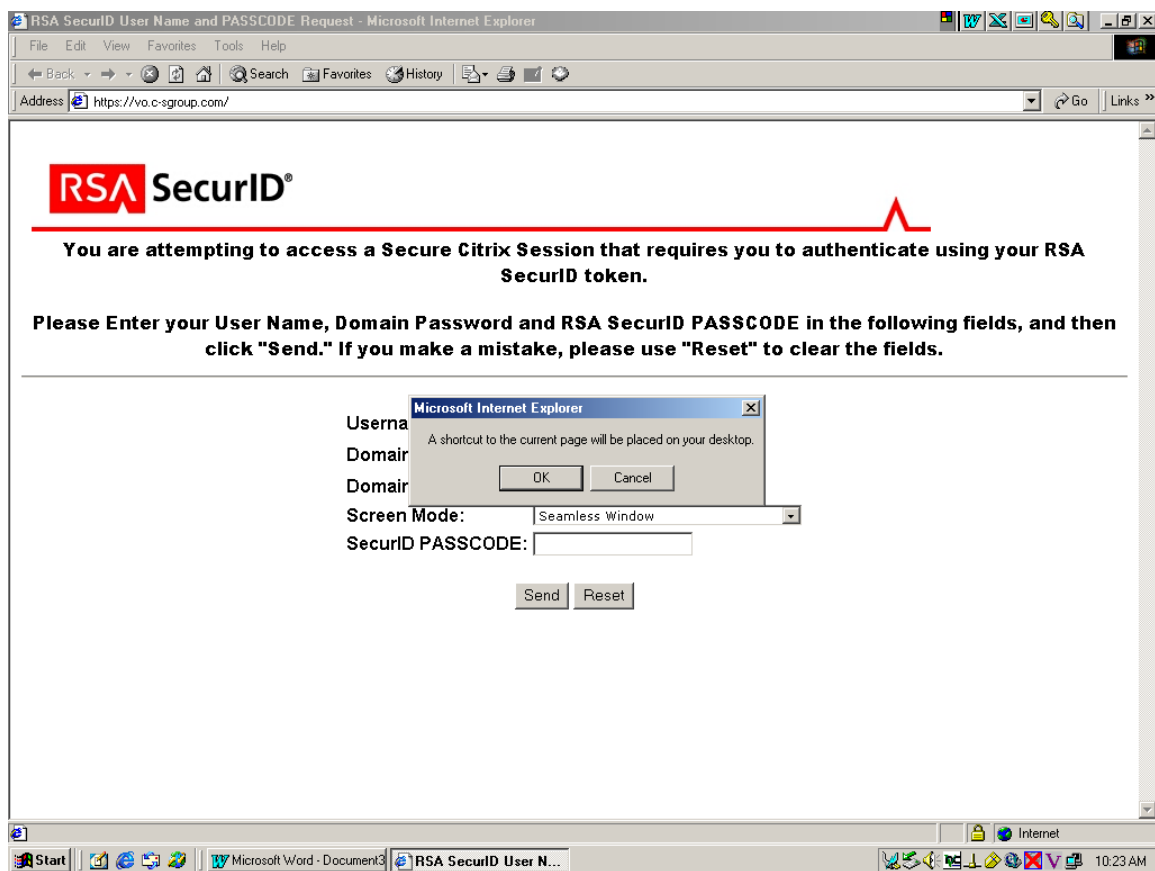 RSA SecurID User Name and PASSCODE Request - Microsoft Internet Explorer
File Edit View Favorites Tools Help
Back Search Favorites History
Address https://vo.c-sgroup.com/ Go Links »
RSA SecurID®
You are attempting to access a Secure Citrix Session that requires you to authenticate using your RSA
SecurID token.
Please Enter your User Name, Domain Password and RSA SecurID PASSCODE in the following fields, and then
click "Send." If you make a mistake, please use "Reset" to clear the fields.
Microsoft Internet Explorer
Userna
A shortcut to the current page will be placed on your desktop.
Domair
OK Cancel
Domair
Screen Mode: Seamless Window
SecurID PASSCODE:
Send Reset
Internet
Start Microsoft Word - Document3 RSA SecurID User N... 10:23 AM